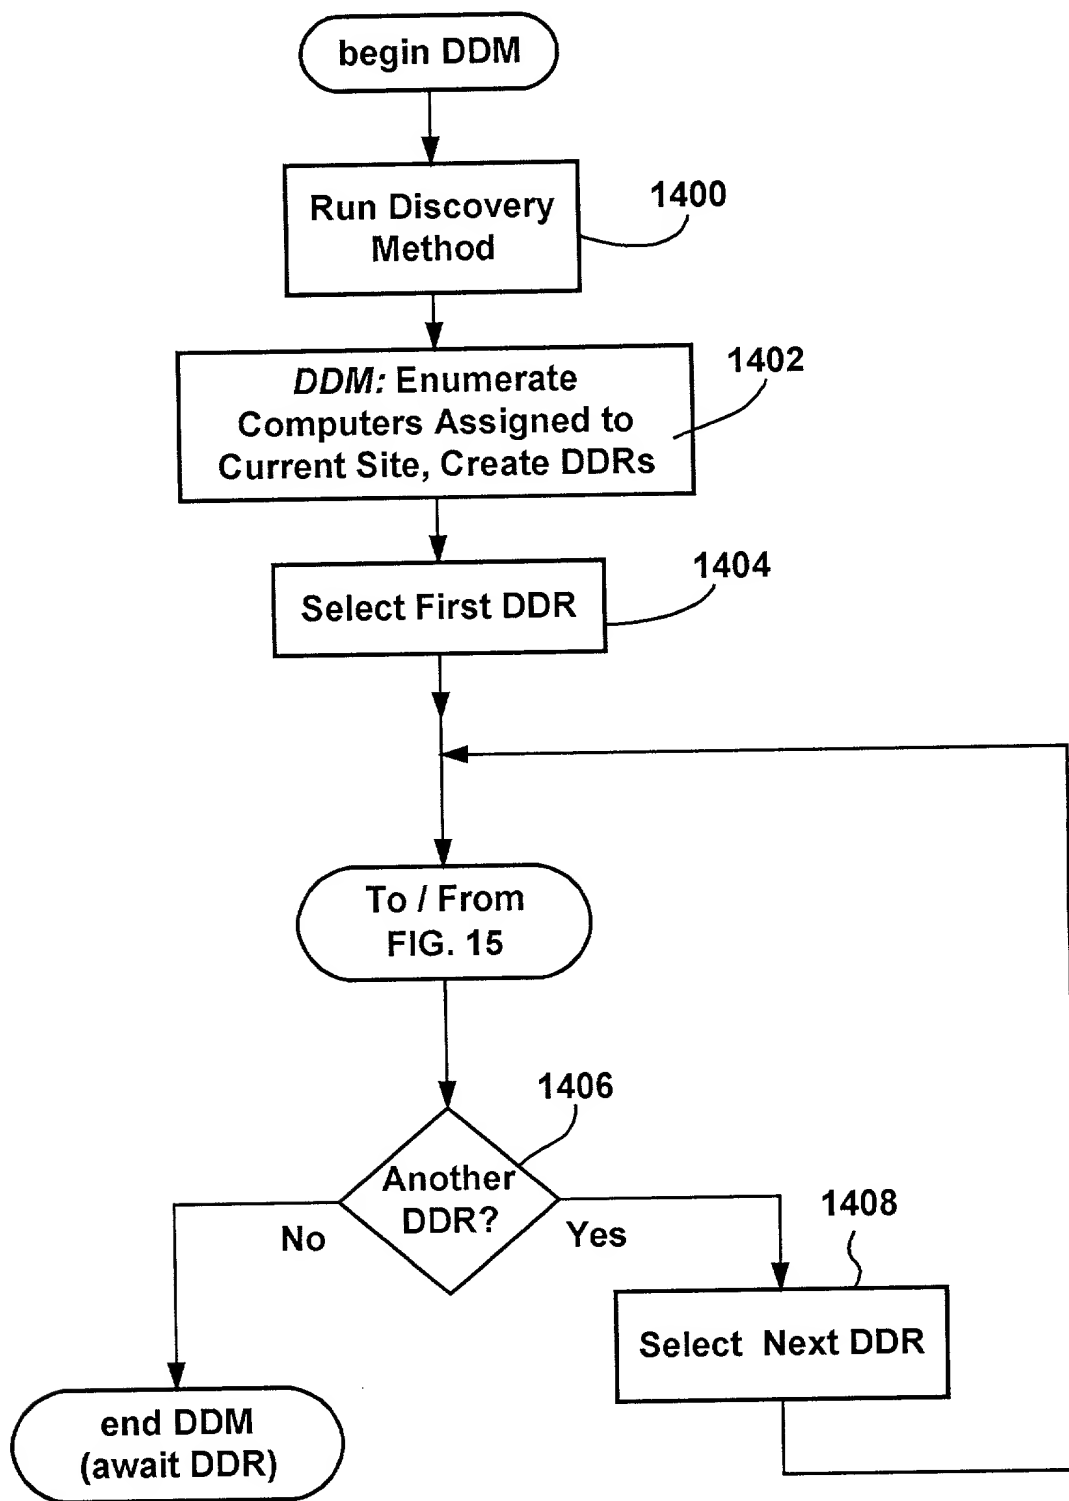 begin DDM
Run Discovery
Method
1400
DDM: Enumerate
Computers Assigned to
Current Site, Create DDRs
1402
Select First DDR
1404
To / From
FIG. 15
1406
Another
DDR?
No
Yes
1408
Select Next DDR
end DDM
(await DDR)